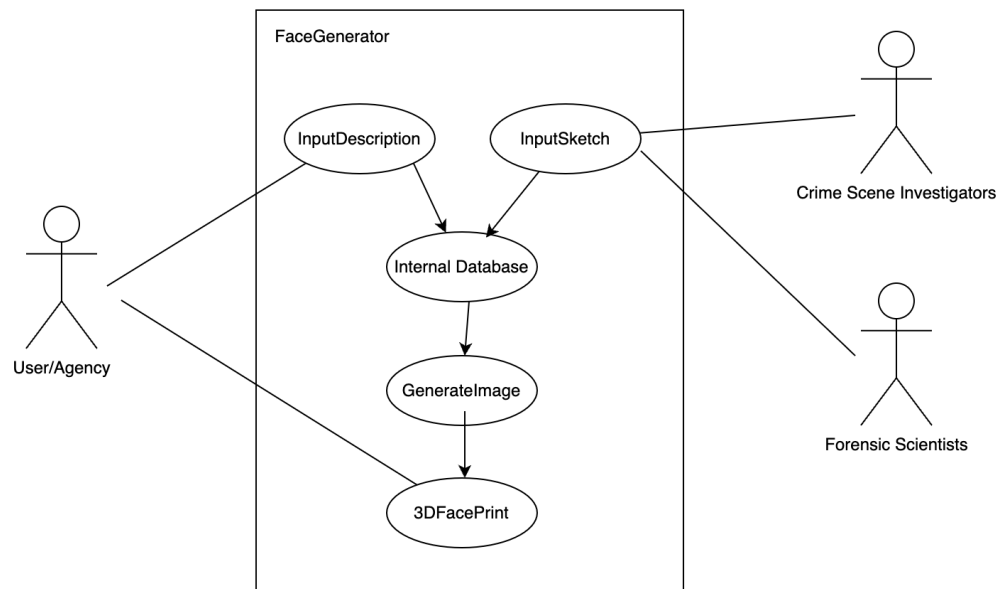 FaceGenerator
InputDescription
InputSketch
Crime Scene Investigators
Internal Database
User/Agency
GenerateImage
Forensic Scientists
3DFacePrint